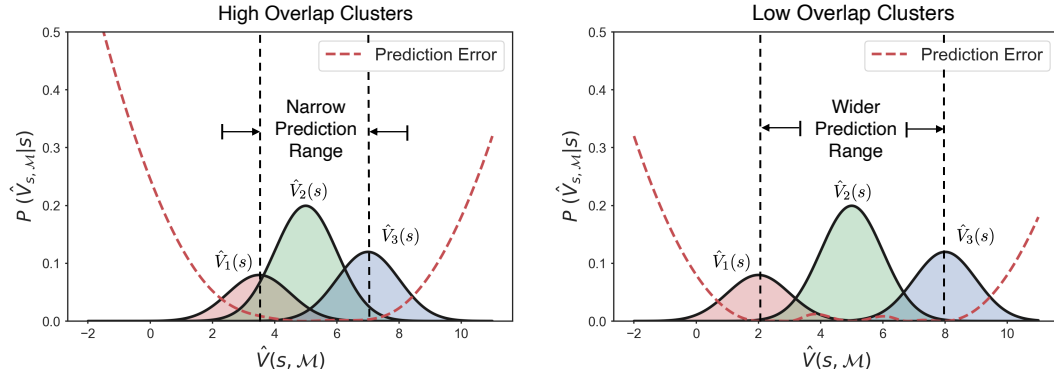 High Overlap Clusters
0.5
0.4
0.3
0.2
0.1
0.0
P (V̂_{s,ℳ}|s)
Prediction Error
Narrow
Prediction
Range
V̂₁(s)
V̂₂(s)
V̂₃(s)
−2 0 2 4 6 8 10
V̂(s, ℳ)
Low Overlap Clusters
0.5
0.4
0.3
0.2
0.1
0.0
P (V̂_{s,ℳ}|s)
Prediction Error
Wider
Prediction
Range
V̂₁(s)
V̂₂(s)
V̂₃(s)
−2 0 2 4 6 8 10
V̂(s, ℳ)